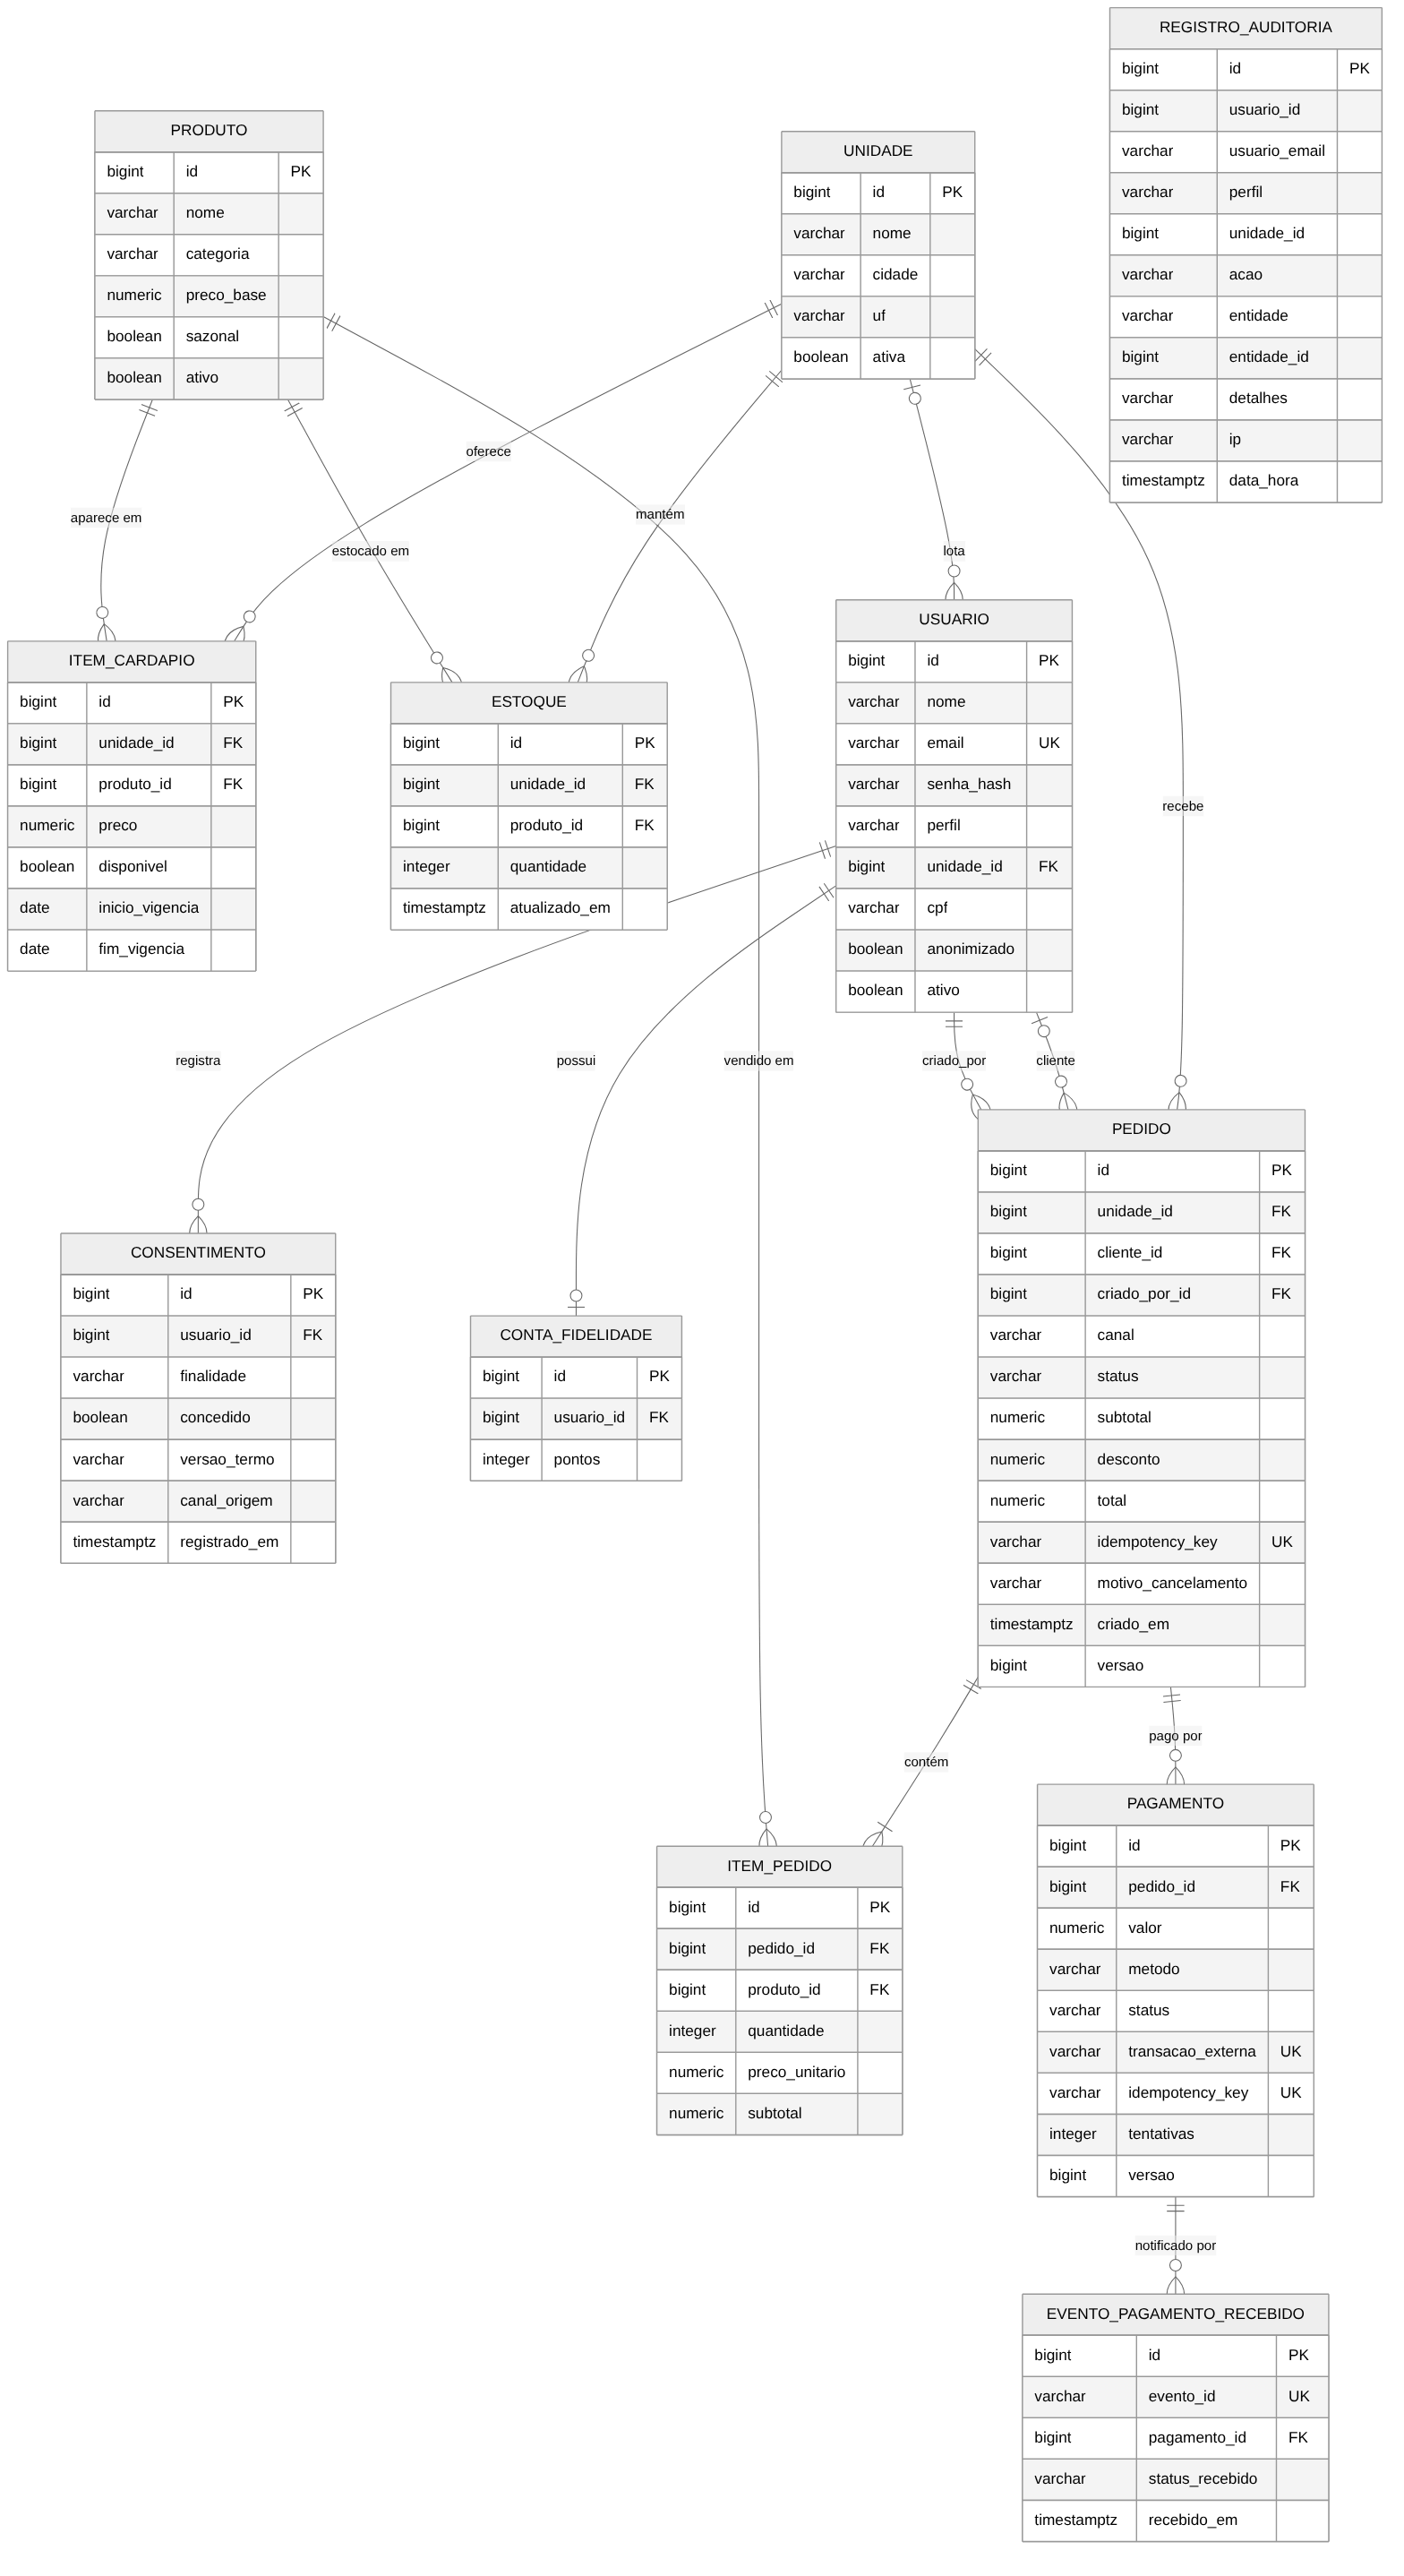 REGISTRO_AUDITORIA
bigint id PK
bigint usuario_id
varchar usuario_email
varchar perfil
bigint unidade_id
varchar acao
varchar entidade
bigint entidade_id
varchar detalhes
varchar ip
timestamptz data_hora
PRODUTO
bigint id PK
varchar nome
varchar categoria
numeric preco_base
boolean sazonal
boolean ativo
UNIDADE
bigint id PK
varchar nome
varchar cidade
varchar uf
boolean ativa
oferece
aparece em
mantém
estocado em
lota
recebe
ITEM_CARDAPIO
bigint id PK
bigint unidade_id FK
bigint produto_id FK
numeric preco
boolean disponivel
date inicio_vigencia
date fim_vigencia
ESTOQUE
bigint id PK
bigint unidade_id FK
bigint produto_id FK
integer quantidade
timestamptz atualizado_em
USUARIO
bigint id PK
varchar nome
varchar email UK
varchar senha_hash
varchar perfil
bigint unidade_id FK
varchar cpf
boolean anonimizado
boolean ativo
registra
possui
vendido em
criado_por
cliente
CONSENTIMENTO
bigint id PK
bigint usuario_id FK
varchar finalidade
boolean concedido
varchar versao_termo
varchar canal_origem
timestamptz registrado_em
CONTA_FIDELIDADE
bigint id PK
bigint usuario_id FK
integer pontos
PEDIDO
bigint id PK
bigint unidade_id FK
bigint cliente_id FK
bigint criado_por_id FK
varchar canal
varchar status
numeric subtotal
numeric desconto
numeric total
varchar idempotency_key UK
varchar motivo_cancelamento
timestamptz criado_em
bigint versao
contém
pago por
ITEM_PEDIDO
bigint id PK
bigint pedido_id FK
bigint produto_id FK
integer quantidade
numeric preco_unitario
numeric subtotal
PAGAMENTO
bigint id PK
bigint pedido_id FK
numeric valor
varchar metodo
varchar status
varchar transacao_externa UK
varchar idempotency_key UK
integer tentativas
bigint versao
notificado por
EVENTO_PAGAMENTO_RECEBIDO
bigint id PK
varchar evento_id UK
bigint pagamento_id FK
varchar status_recebido
timestamptz recebido_em